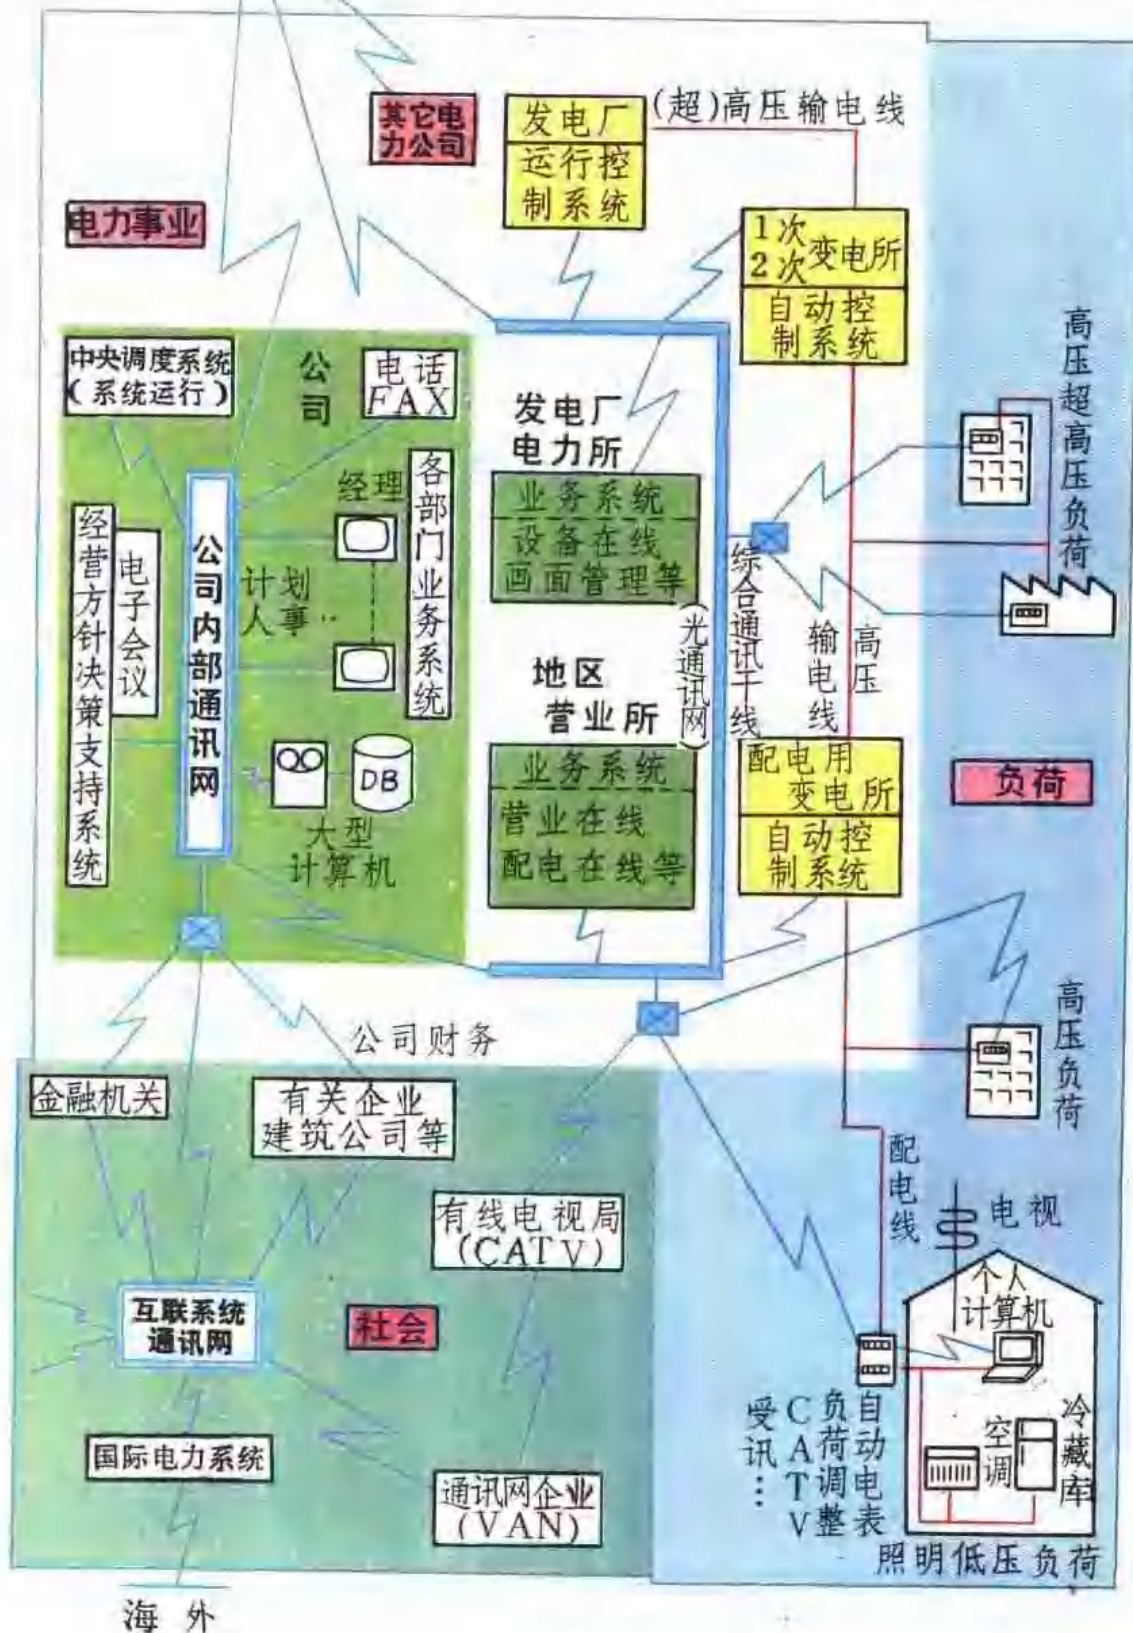 其它电
力公司
发电厂
运行控
制系统
(超)高压输电线
电力事业
1次
2次
变电所
自动控
制系统
中央调度系统
(系统运行)
公司
电话
FAX
发电厂
电力所
高压超高压负荷
经理
各部门业务系统
业务系统
设备在线
画面管理等
经营方针决策支持系统
电子会议
公司内部通讯网
计划
人事··
综合通讯干线
(光通讯网)
输电线
高压
地区
营业所
DB
大型
计算机
业务系统
营业在线
配电在线等
配电用
变电所
自动控
制系统
负荷
公司财务
高压负荷
金融机关
有关企业
建筑公司等
配电线
有线电视局
(CATV)
电视
个人
计算机
互联系统
通讯网
社会
自动电表
负荷调整
CATV
受讯…
空调
冷藏库
国际电力系统
通讯网企业
(VAN)
照明低压负荷
海外